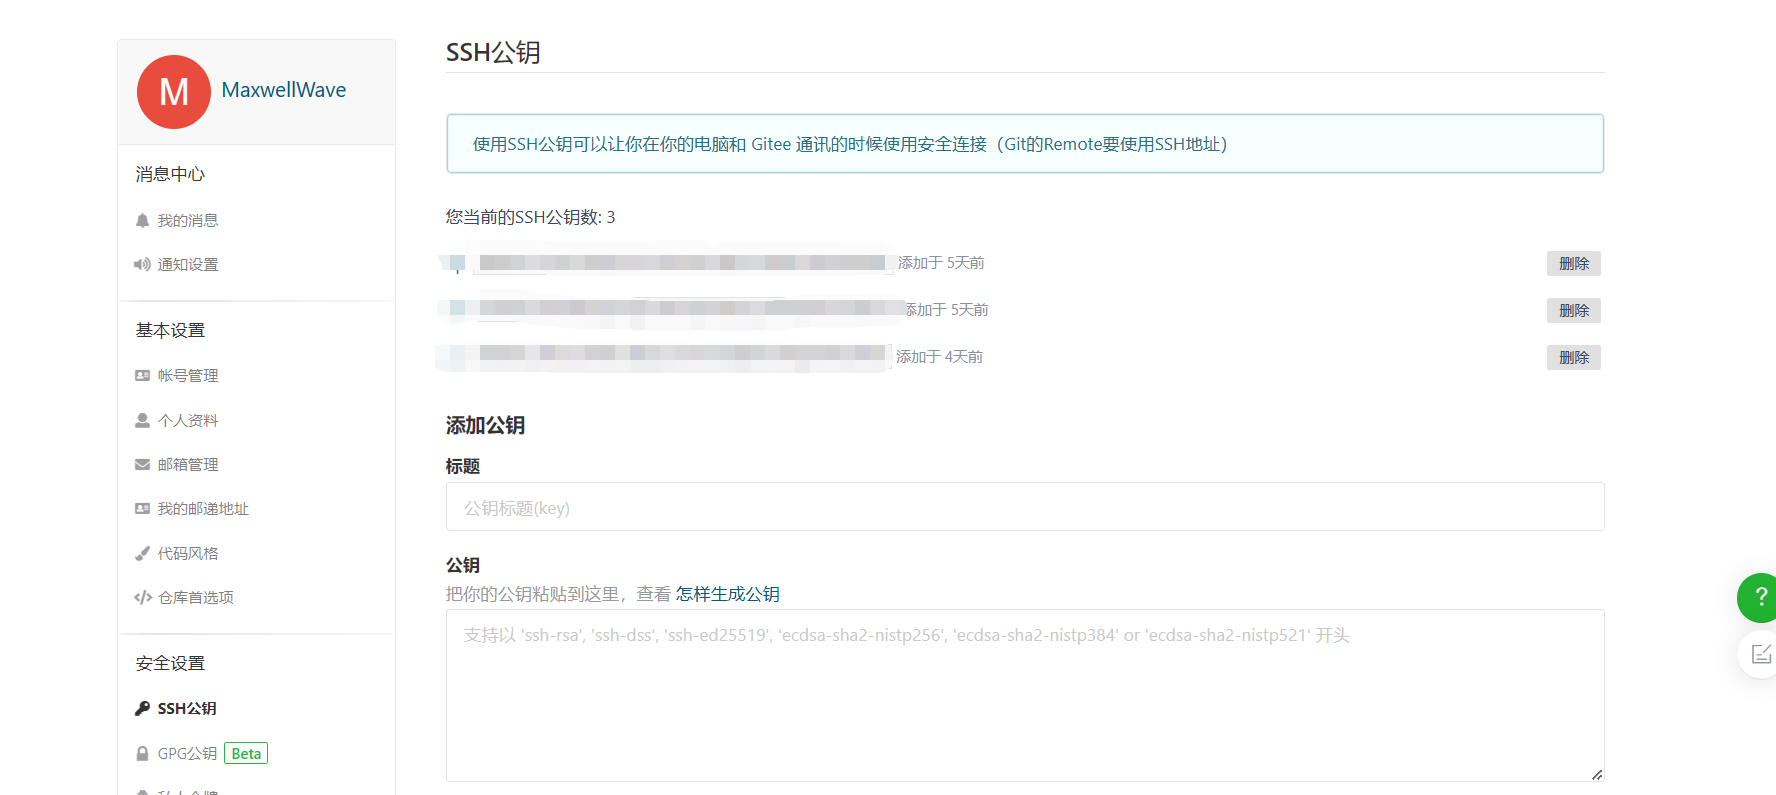 M
MaxwellWave
消息中心
我的消息
通知设置
基本设置
帐号管理
个人资料
邮箱管理
我的邮递地址
代码风格
仓库首选项
安全设置
SSH公钥
GPG公钥 Beta
SSH公钥
使用SSH公钥可以让你在你的电脑和 Gitee 通讯的时候使用安全连接（Git的Remote要使用SSH地址）
您当前的SSH公钥数: 3
添加于 5天前 删除
添加于 5天前 删除
添加于 4天前 删除
添加公钥
标题
公钥标题(key)
公钥
把你的公钥粘贴到这里，查看 怎样生成公钥
支持以 'ssh-rsa', 'ssh-dss', 'ssh-ed25519', 'ecdsa-sha2-nistp256', 'ecdsa-sha2-nistp384' or 'ecdsa-sha2-nistp521' 开头
?